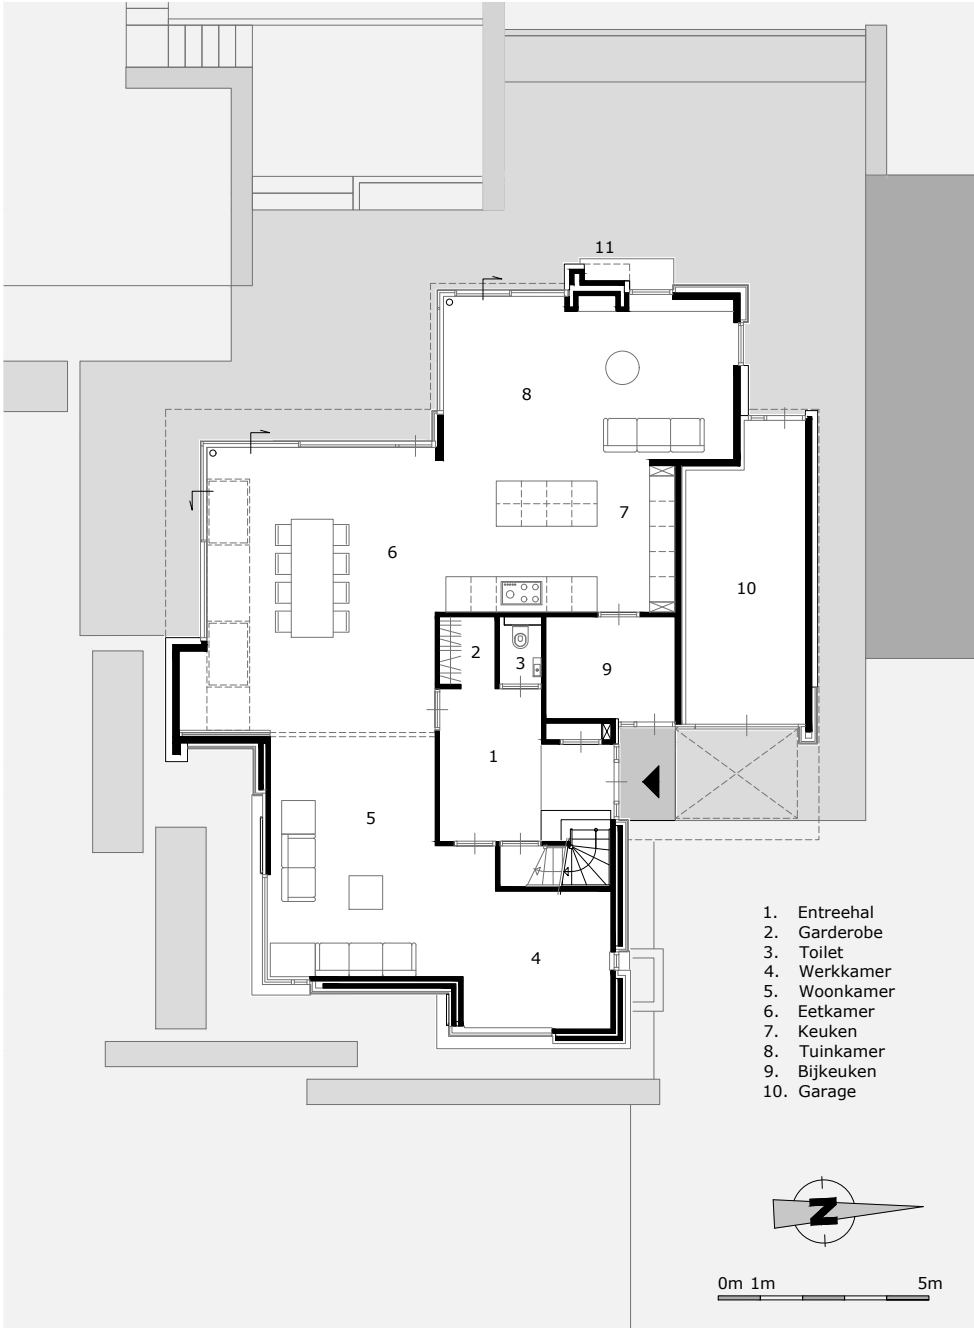 11
8
7
6
10
2
3
9
1
5
4
1. Entreehal
2. Garderobe
3. Toilet
4. Werkkamer
5. Woonkamer
6. Eetkamer
7. Keuken
8. Tuinkamer
9. Bijkeuken
10. Garage
N
0m 1m 5m